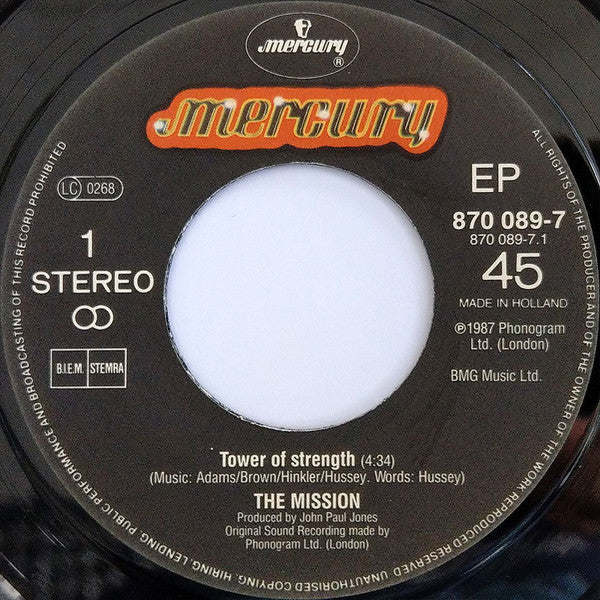 mercury
®
mercury
LC 0268
1
STEREO
B.I.E.M. STEMRA
EP
870 089-7
870 089-7.1
45
MADE IN HOLLAND
℗1987 Phonogram
Ltd. (London)
BMG Music Ltd.
Tower of strength (4:34)
(Music: Adams/Brown/Hinkler/Hussey. Words: Hussey)
THE MISSION
Produced by John Paul Jones
Original Sound Recording made by
Phonogram Ltd. (London)
ALL RIGHTS OF THE PRODUCER AND OF THE OWNER OF THE WORK REPRODUCED RESERVED UNAUTHORISED COPYING, HIRING, LENDING, PUBLIC PERFORMANCE AND BROADCASTING OF THIS RECORD PROHIBITED